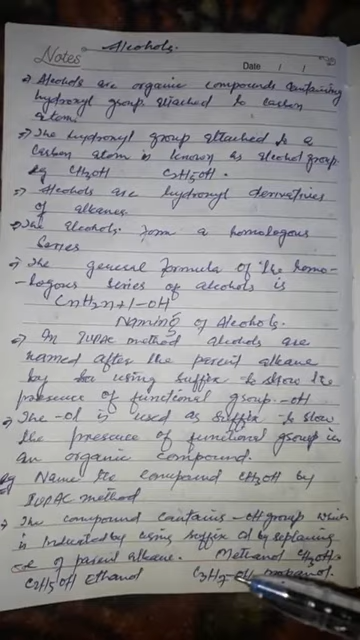 Alcohols.
Notes
Date / /
=> Alcohols are organic compounds containing
hydroxyl group attached to carbon
atom
=> The hydroxyl group attached to a
carbon atom is known as alcohol group.
eg CH3OH C2H5OH.
=> Alcohols are hydroxyl derivatives
of alkanes.
=> The alcohols form a homologous
series
=> The general formula of the homo-
-logous series of alcohols is
CnH2n+1-OH
Naming of Alcohols.
=> In IUPAC method alcohols are
named after the parent alkane
by using suffix to show the
presence of functional group -OH
=> The -ol is used as suffix to show
the presence of functional group in
an organic compound.
eg Name the compound CH3OH by
IUPAC method
=> The compound contains -OH group which
is indicated by using suffix ol by replacing
of parent alkane. Methanol CH3OH
C2H5OH Ethanol C3H7-OH propanol.